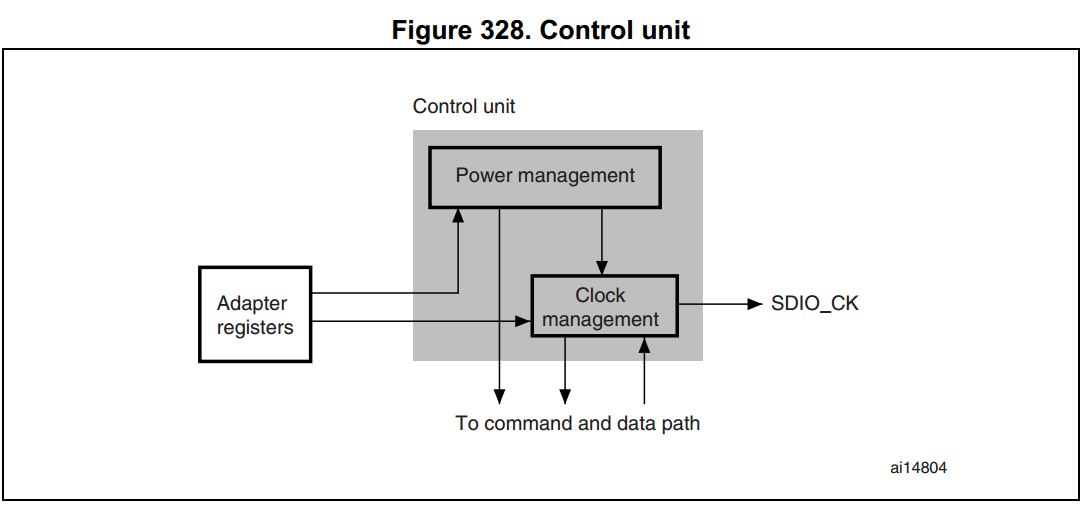 Figure 328. Control unit
Control unit
Power management
Adapter
registers
Clock
management
SDIO_CK
To command and data path
ai14804